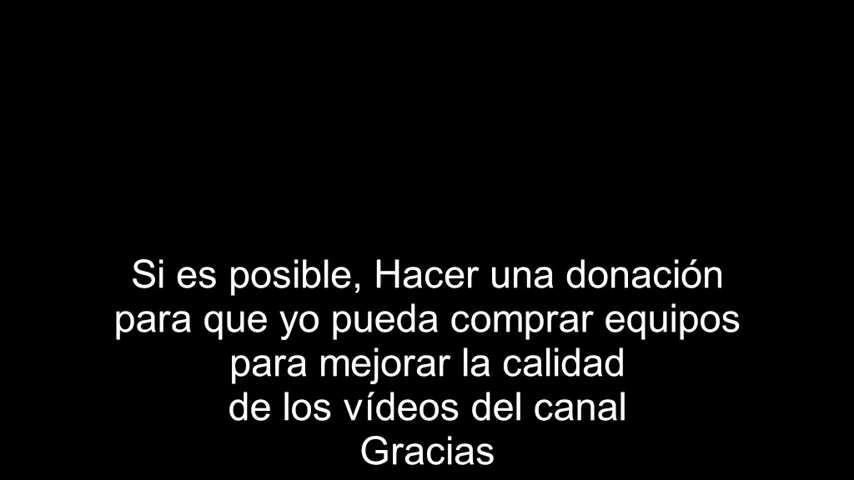 Si es posible, Hacer una donación
para que yo pueda comprar equipos
para mejorar la calidad
de los vídeos del canal
Gracias